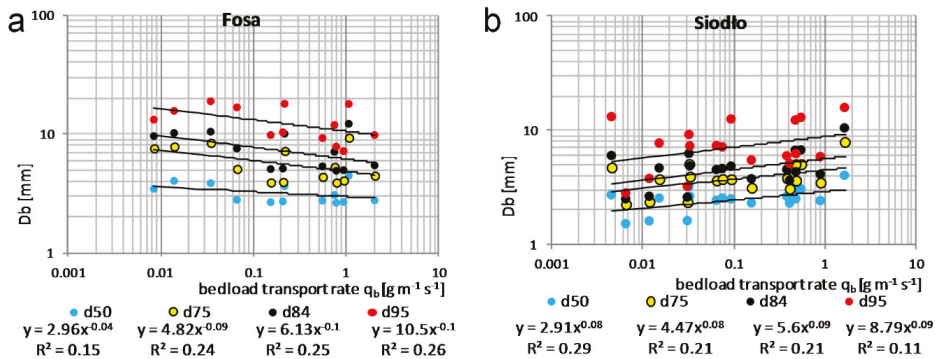 a
Fosa
100
10
1
Db [mm]
0.001 0.01 0.1 1 10
bedload transport rate qb [g m⁻¹ s⁻¹]
d50 d75 d84 d95
y = 2.96x⁻⁰·⁰⁴ y = 4.82x⁻⁰·⁰⁹ y = 6.13x⁻⁰·¹ y = 10.5x⁻⁰·¹
R² = 0.15 R² = 0.24 R² = 0.25 R² = 0.26
b
Siodło
100
10
1
Db [mm]
0.001 0.01 0.1 1 10
bedload transport rate qb [g m⁻¹ s⁻¹]
d50 d75 d84 d95
y = 2.91x⁰·⁰⁸ y = 4.47x⁰·⁰⁸ y = 5.6x⁰·⁰⁹ y = 8.79x⁰·⁰⁹
R² = 0.29 R² = 0.21 R² = 0.21 R² = 0.11